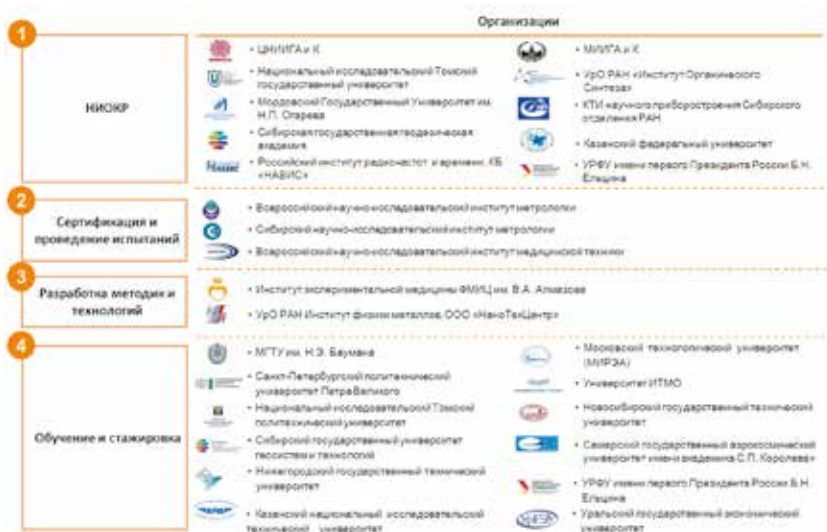 Организации
1
НИОКР
• ЦНИИГА и К
• Национальный исследовательский Томский
государственный университет
• Мордовский Государственный Университет им.
Н.П. Огарева
• Сибирская государственная геодезическая
академия
• Российский институт радионавигации и времени, КБ
«НАВИС»
• МИИГА и К
• УрО РАН «Институт Органического
Синтеза»
• КТИ научного приборостроения Сибирского
отделения РАН
• Казанский федеральный университет
• УРФУ имени первого Президента России Б.Н.
Ельцина
2
Сертификация и
проведение испытаний
• Всероссийский научно-исследовательский институт метрологии
• Сибирский научно-исследовательский институт метрологии
• Всероссийский научно-исследовательский институт медицинской техники
3
Разработка методик и
технологий
• Институт экспериментальной медицины ФМИЦ им. В.А. Алмазова
• УрО РАН Институт физики металлов, ООО «НаноТехЦентр»
4
Обучение и стажировка
• МГТУ им. Н.Э. Баумана
• Санкт-Петербургский политехнический
университет Петра Великого
• Национальный исследовательский Томский
политехнический университет
• Сибирский государственный университет
геосистем и технологий
• Нижегородский государственный технический
университет
• Казанский национальный исследовательский
технический университет
• Московский технологический университет
(МИРЭА)
• Университет ИТМО
• Новосибирский государственный технический
университет
• Самарский государственный аэрокосмический
университет имени академика С.П. Королева»
• УРФУ имени первого Президента России Б.Н.
Ельцина
• Уральский государственный экономический
университет